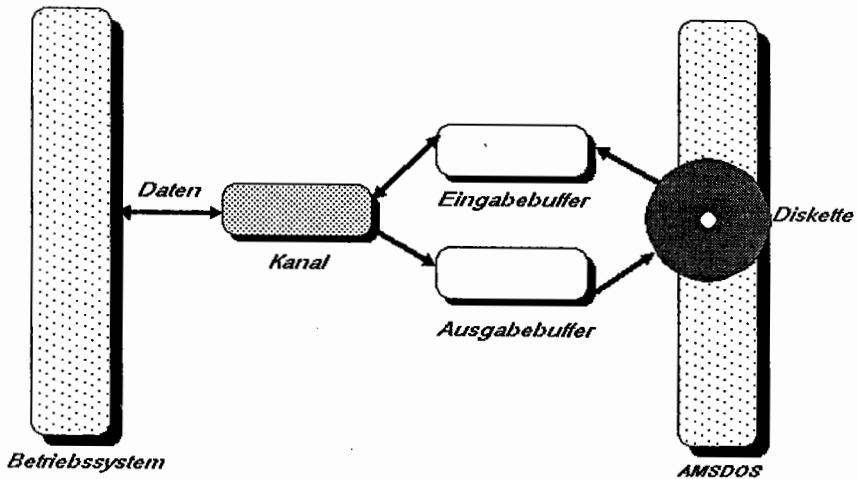 Daten
Eingabebuffer
Diskette
Kanal
Ausgabebuffer
Betriebssystem
AMSDOS